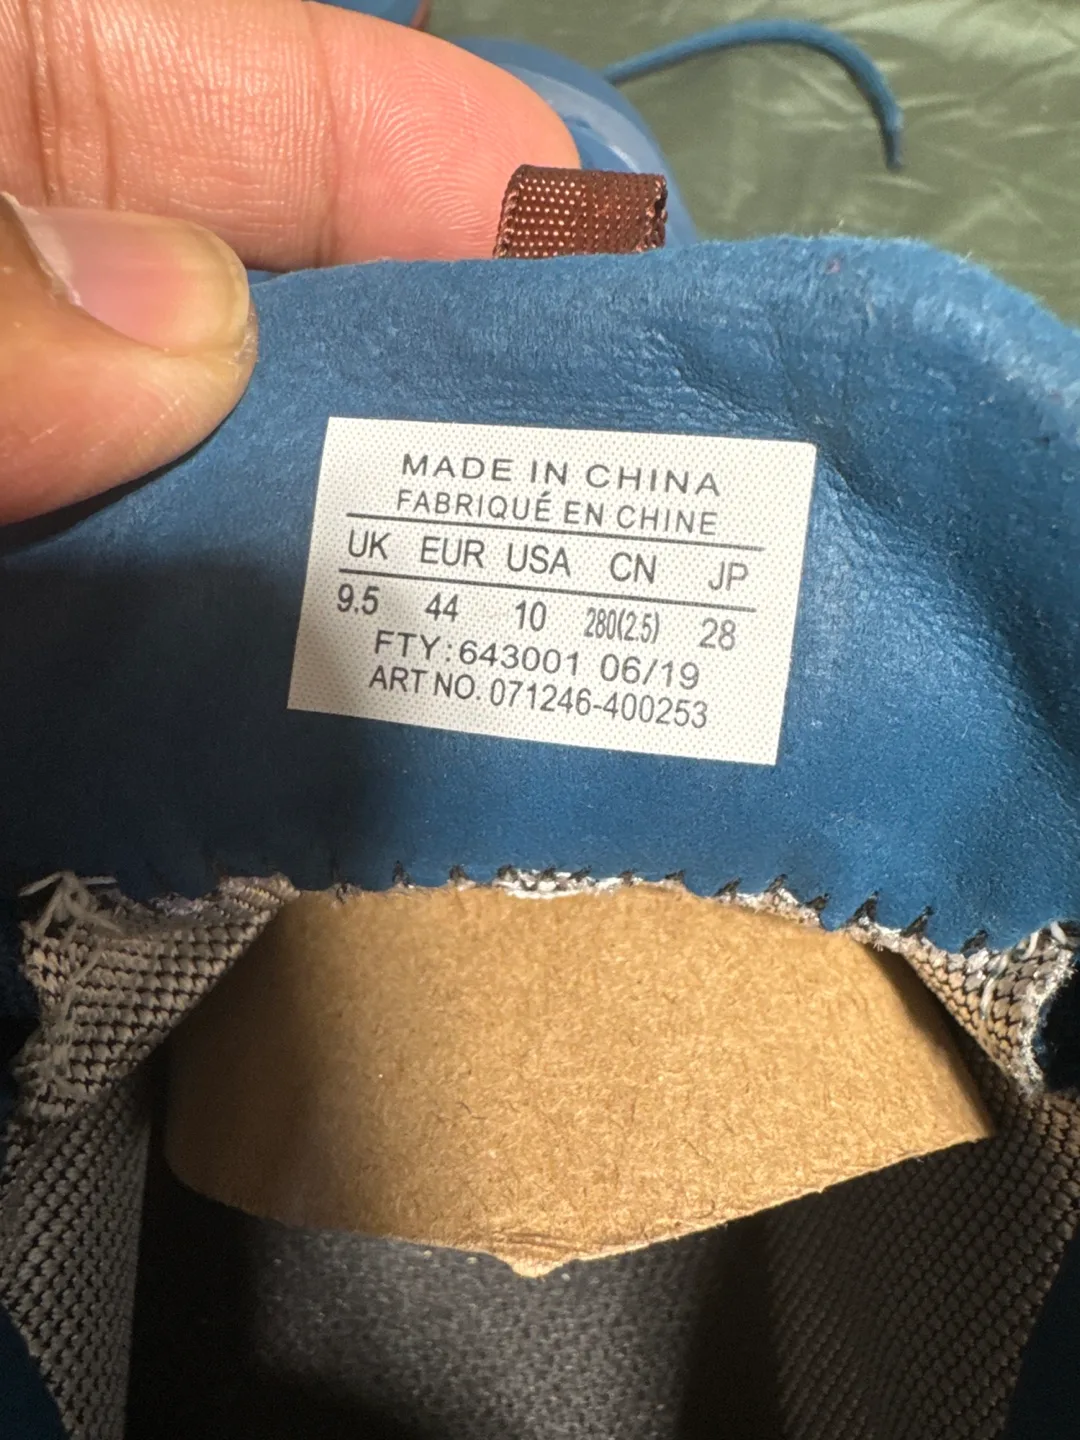 MADE IN CHINA
FABRIQUÉ EN CHINE
UK EUR USA CN JP
9.5 44 10 280(2.5) 28
FTY:643001 06/19
ART NO. 071246-400253